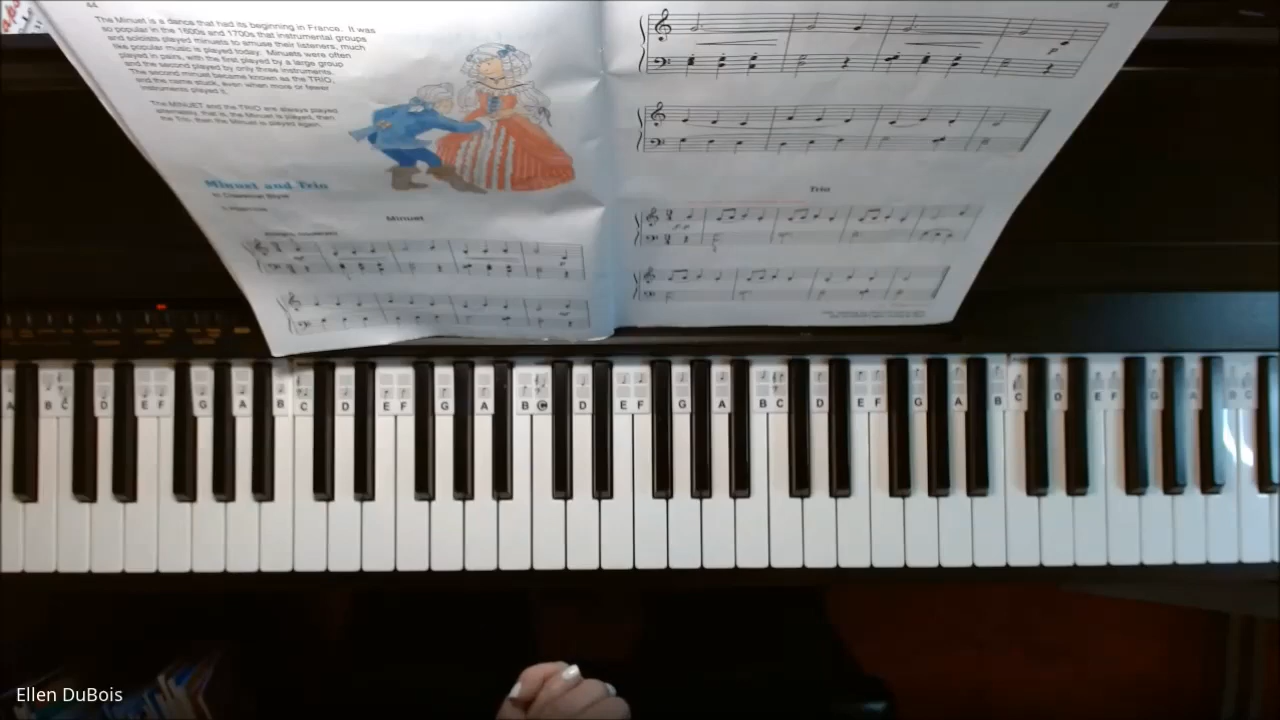 44
The Minuet is a dance that had its beginning in France. It was
so popular in the 1600s and 1700s that instrumental groups
and soloists played minuets to amuse their listeners, much
like popular music is played today. Minuets were often
played in pairs, with the first played by a large group
and the second played by only three instruments.
The second minuet became known as the TRIO,
and the name stuck, even when more or fewer
instruments played it.
The MINUET and the TRIO are always played
alternately, that is, the Minuet is played, then
the Trio, then the Minuet is played again.
Minuet and Trio
Minuet
45
p
Trio
A B C D E F G A B C D E F G A B C D E F G A B C D E F G A B C D E F G A B C
Ellen DuBois